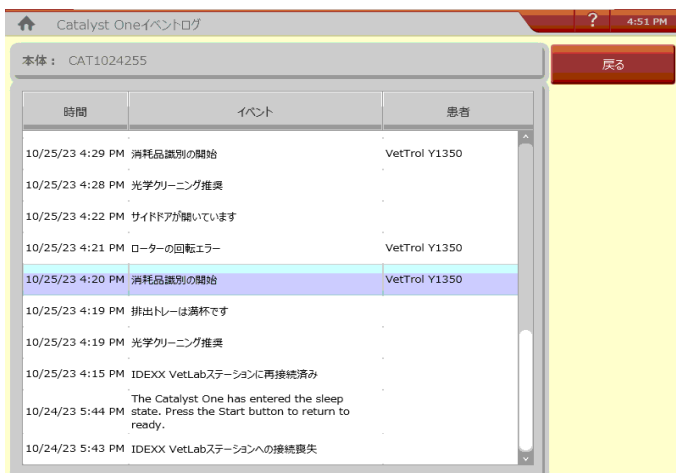 Catalyst Oneイベントログ
?
4:51 PM
本体： CAT1024255
戻る
時間 イベント 患者
10/25/23 4:29 PM 消耗品識別の開始 VetTrol Y1350
10/25/23 4:28 PM 光学クリーニング推奨
10/25/23 4:22 PM サイドドアが開いています
10/25/23 4:21 PM ローターの回転エラー VetTrol Y1350
10/25/23 4:20 PM 消耗品識別の開始 VetTrol Y1350
10/25/23 4:19 PM 排出トレーは満杯です
10/25/23 4:19 PM 光学クリーニング推奨
10/25/23 4:15 PM IDEXX VetLabステーションに再接続済み
The Catalyst One has entered the sleep
10/24/23 5:44 PM state. Press the Start button to return to
ready.
10/24/23 5:43 PM IDEXX VetLabステーションへの接続喪失